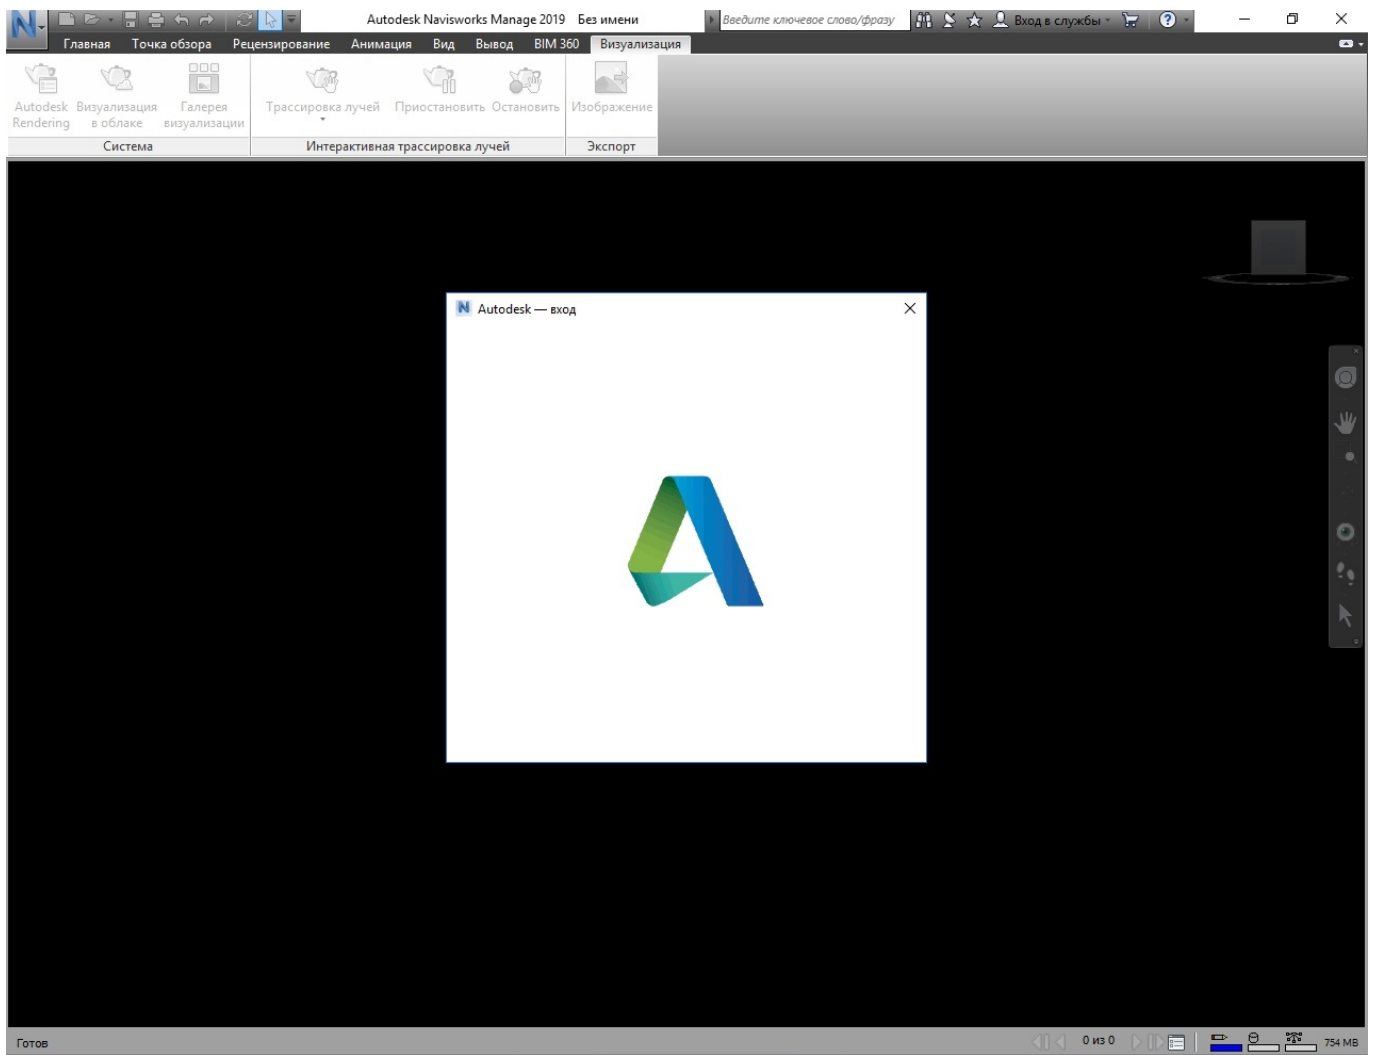 Autodesk Navisworks Manage 2019 Без имени
Введите ключевое слово/фразу
Вход в службы
Главная Точка обзора Рецензирование Анимация Вид Вывод BIM 360 Визуализация
Autodesk Rendering
Визуализация в облаке
Галерея визуализации
Трассировка лучей
Приостановить
Остановить
Изображение
Система
Интерактивная трассировка лучей
Экспорт
Autodesk — вход
Готов
0 из 0
754 MB